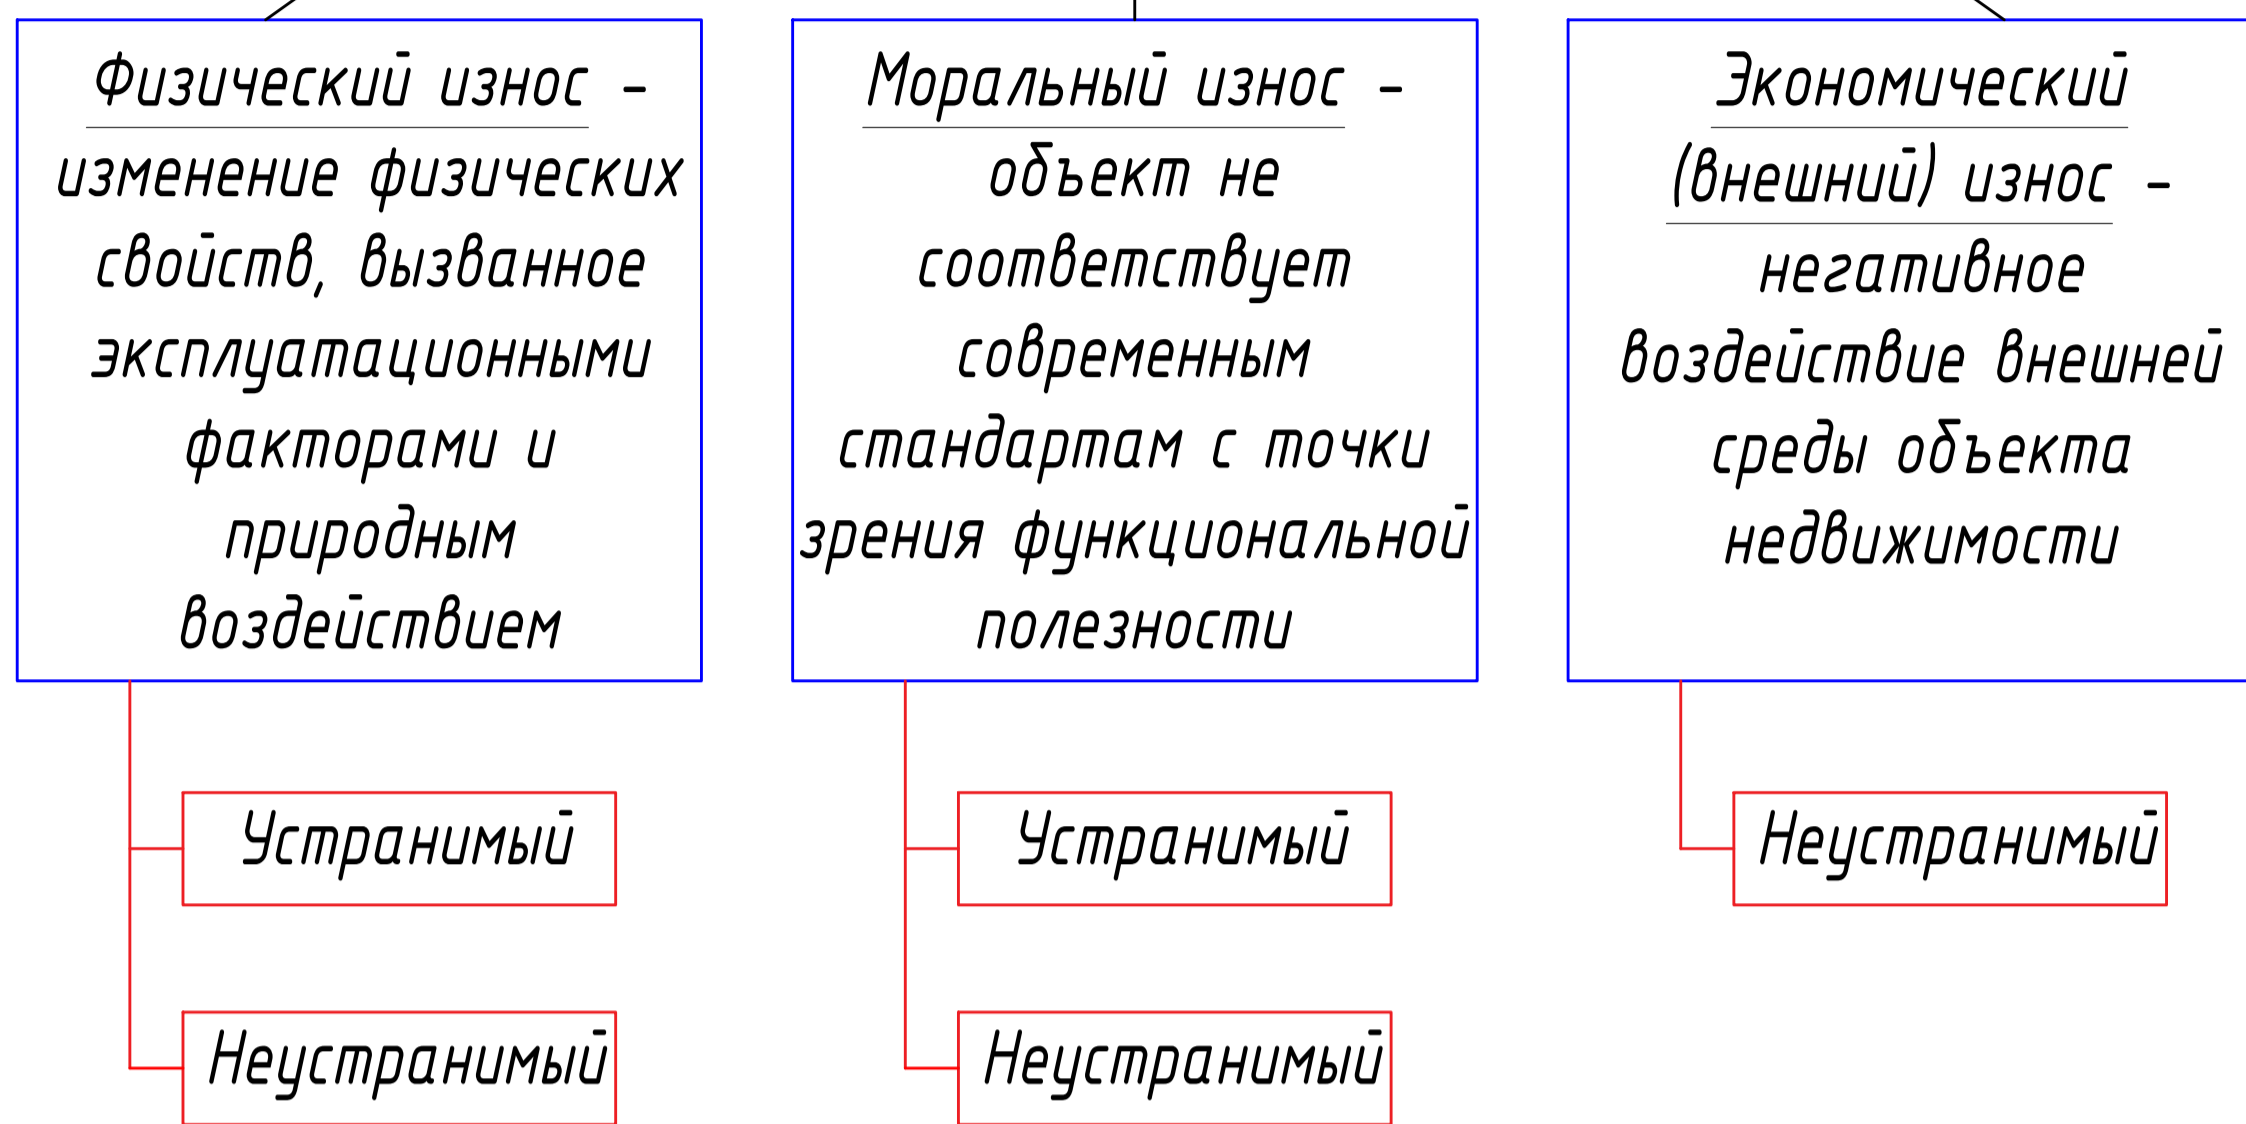 Физический износ -
изменение физических
свойств, вызванное
эксплуатационными
факторами и
природным
воздействием
Устранимый
Неустранимый
Моральный износ -
объект не
соответствует
современным
стандартам с точки
зрения функциональной
полезности
Устранимый
Неустранимый
Экономический
(внешний) износ -
негативное
воздействие внешней
среды объекта
недвижимости
Неустранимый